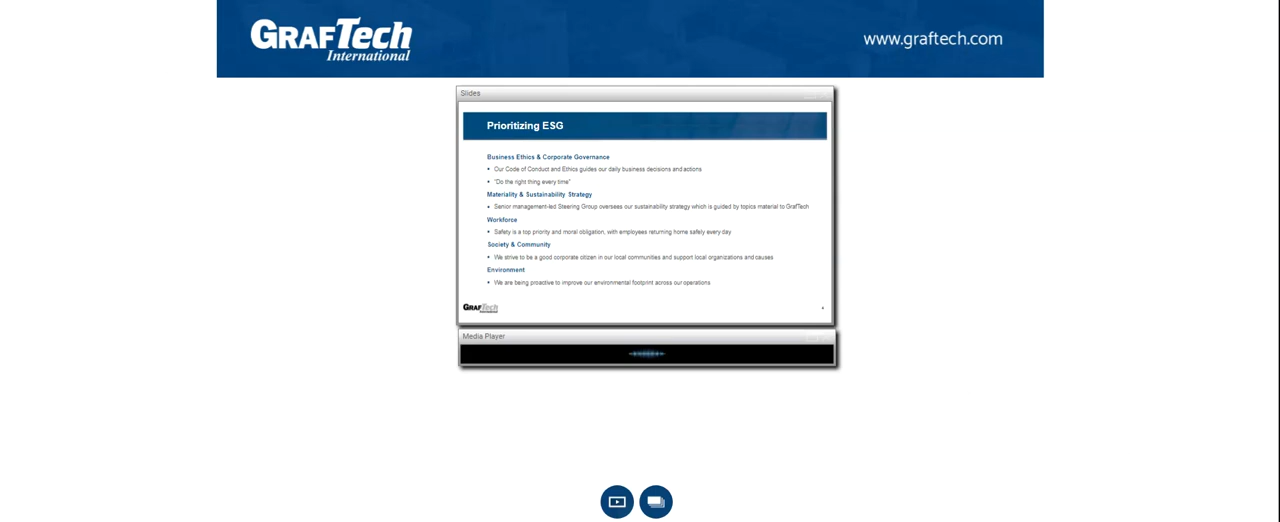 GRAFTech
International
www.graftech.com
Slides
Prioritizing ESG
Business Ethics & Corporate Governance
• Our Code of Conduct and Ethics guides our daily business decisions and actions
• "Do the right thing every time"
Materiality & Sustainability Strategy
• Senior management-led Steering Group oversees our sustainability strategy which is guided by topics material to GrafTech
Workforce
• Safety is a top priority and moral obligation, with employees returning home safely every day
Society & Community
• We strive to be a good corporate citizen in our local communities and support local organizations and causes
Environment
• We are being proactive to improve our environmental footprint across our operations
GRAFTech
International
Media Player